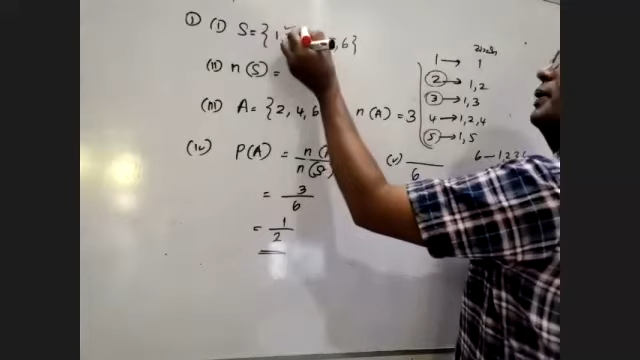 ① (i) S = { 1, , 6 }
(ii) n (S) =
(iii) A = { 2, 4, 6 n (A) = 3
(iv) P(A) = n ( (v) —
n (S) 6
= 3
6
= 1
2
1 → 1
② → 1, 2
③ → 1, 3
4 → 1, 2, 4
⑤ → 1, 5
6 – 1, 2, 3,